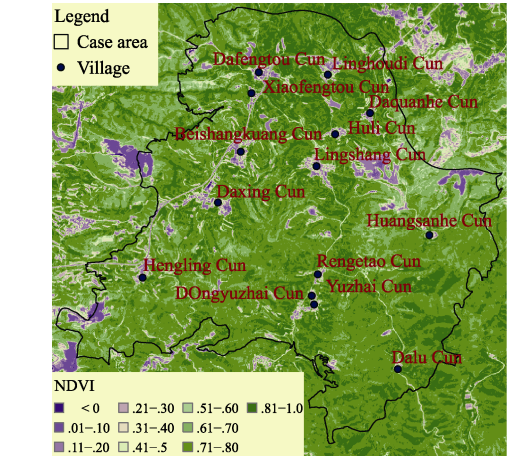 Legend
Case area
Village
Dafengtou Cun
Linghoudi Cun
Xiaofengtou Cun
Daquanhe Cun
Huli Cun
Beishangkuang Cun
Lingshang Cun
Daxing Cun
Huangsanhe Cun
Hengling Cun
Rengetao Cun
DOngyuzhai Cun
Yuzhai Cun
Dalu Cun
NDVI
< 0 .21–.30 .51–.60 .81–1.0
.01–.10 .31–.40 .61–.70
.11–.20 .41–.5 .71–.80